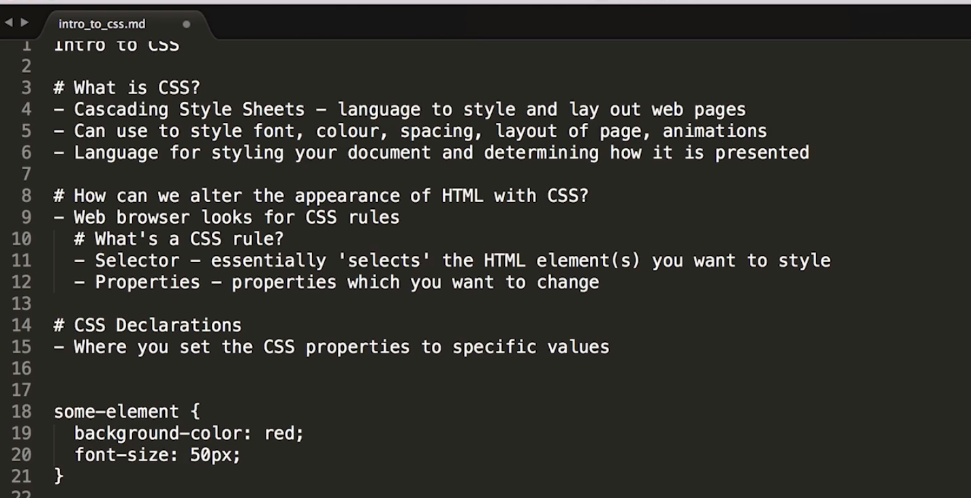 intro_to_css.md
1 Intro to CSS
2
3 # What is CSS?
4 - Cascading Style Sheets - language to style and lay out web pages
5 - Can use to style font, colour, spacing, layout of page, animations
6 - Language for styling your document and determining how it is presented
7
8 # How can we alter the appearance of HTML with CSS?
9 - Web browser looks for CSS rules
10 # What's a CSS rule?
11 - Selector - essentially 'selects' the HTML element(s) you want to style
12 - Properties - properties which you want to change
13
14 # CSS Declarations
15 - Where you set the CSS properties to specific values
16
17
18 some-element {
19 background-color: red;
20 font-size: 50px;
21 }
22